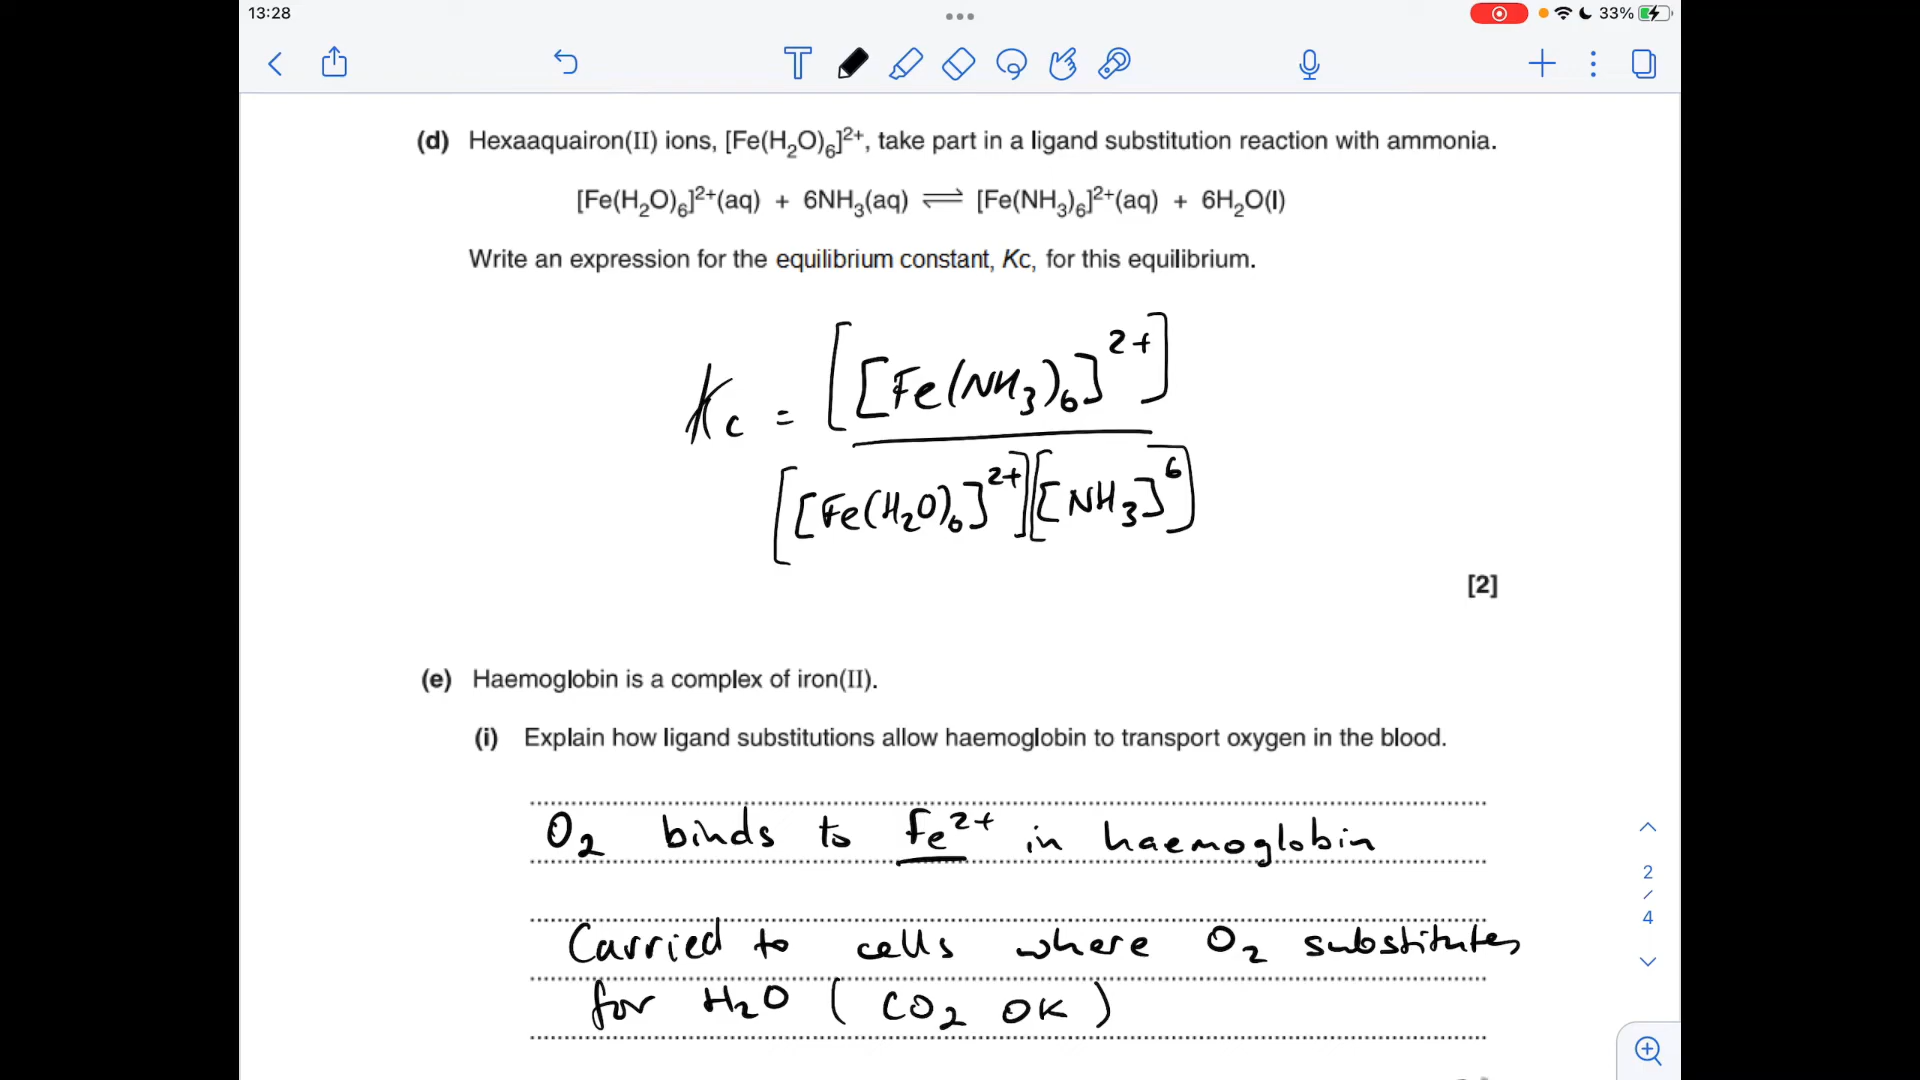 13:28
33%
(d) Hexaaquairon(II) ions, [Fe(H₂O)₆]²⁺, take part in a ligand substitution reaction with ammonia.
[Fe(H₂O)₆]²⁺(aq) + 6NH₃(aq) ⇌ [Fe(NH₃)₆]²⁺(aq) + 6H₂O(l)
Write an expression for the equilibrium constant, Kc, for this equilibrium.
Kc = [[Fe(NH₃)₆]²⁺]
[[Fe(H₂O)₆]²⁺][[NH₃]⁶]
[2]
(e) Haemoglobin is a complex of iron(II).
(i) Explain how ligand substitutions allow haemoglobin to transport oxygen in the blood.
O₂ binds to Fe²⁺ in haemoglobin
Carried to cells where O₂ substitutes
for H₂O (CO₂ OK)
2
/
4